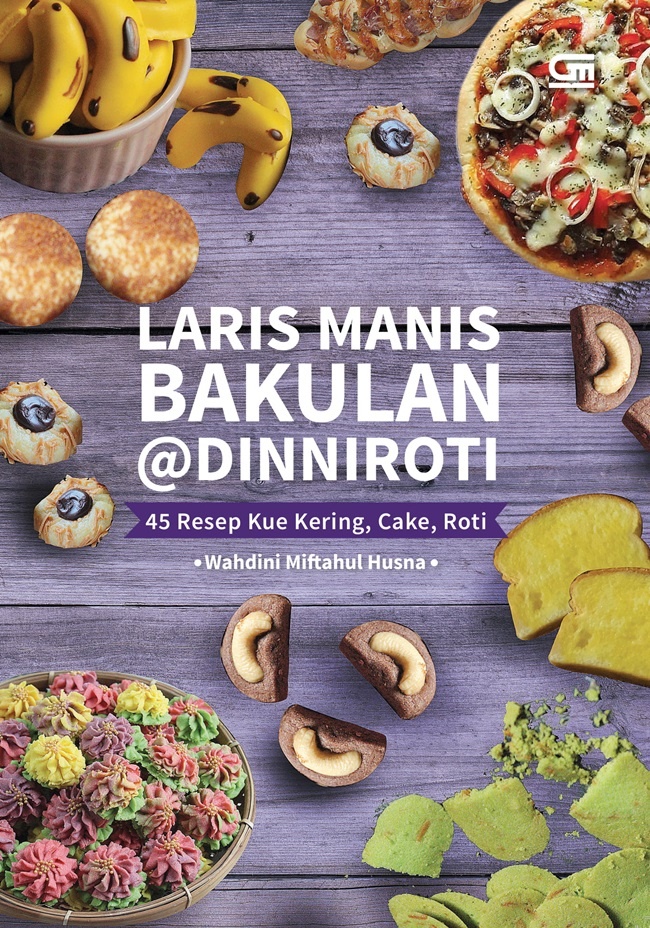 LARIS MANIS
BAKULAN
@DINNIROTI
45 Resep Kue Kering, Cake, Roti
• Wahdini Miftahul Husna •